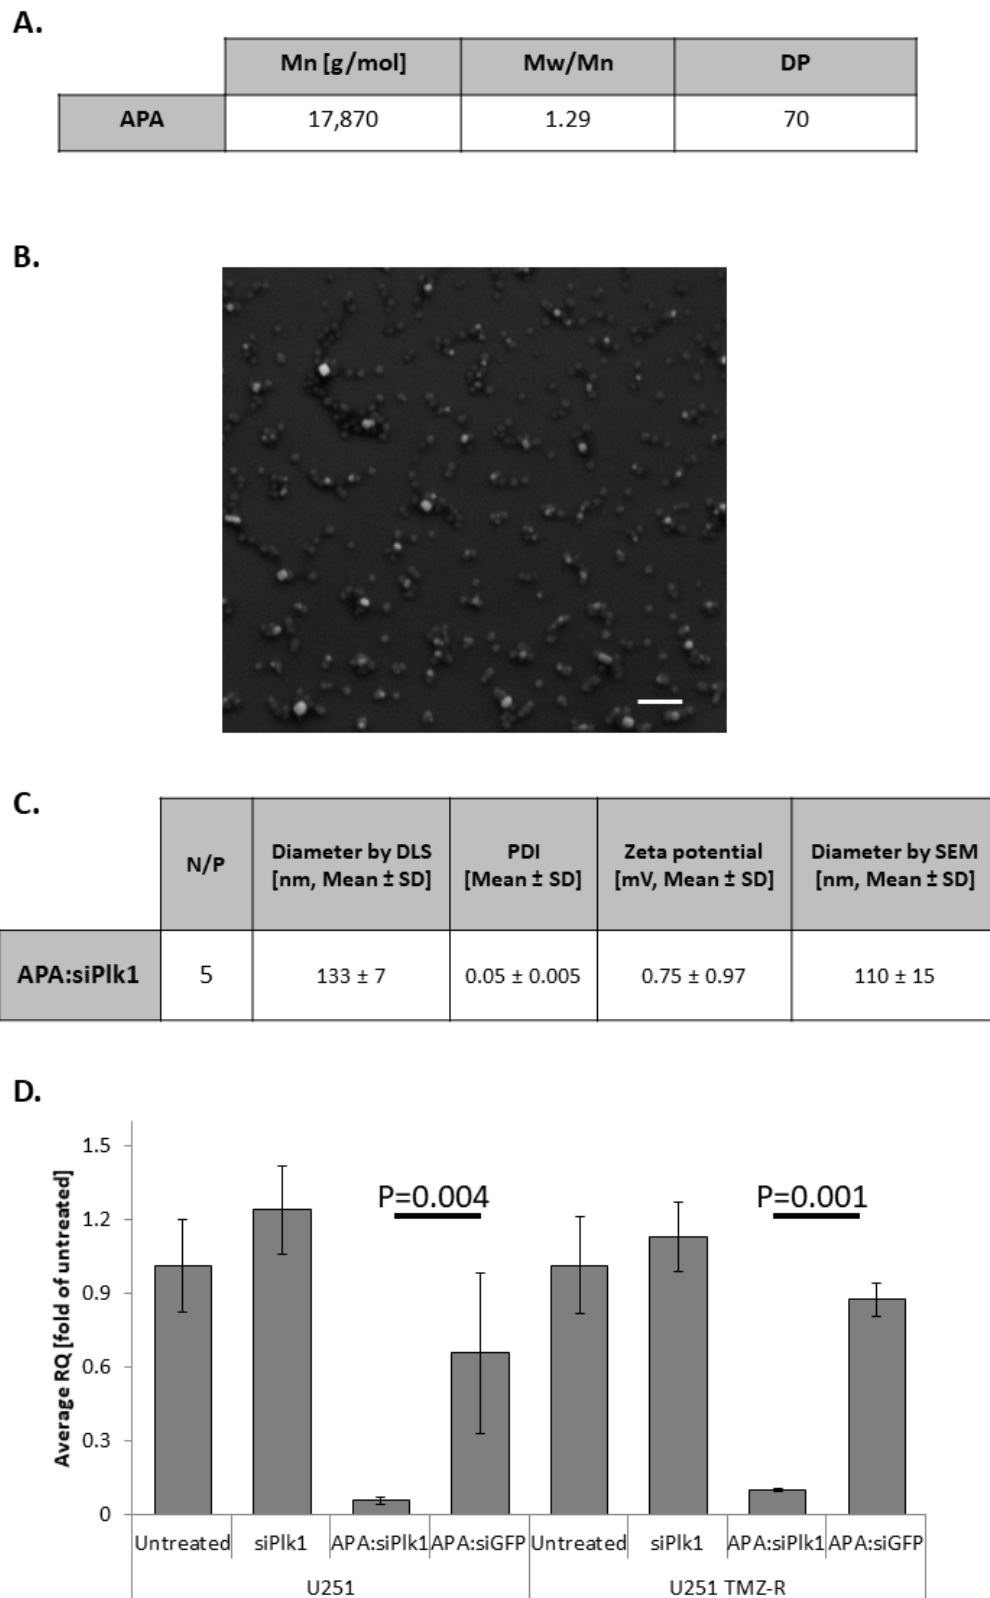 A.
Mn [g/mol] Mw/Mn DP
APA 17,870 1.29 70
B.
C.
N/P Diameter by DLS [nm, Mean ± SD] PDI [Mean ± SD] Zeta potential [mV, Mean ± SD] Diameter by SEM [nm, Mean ± SD]
APA:siPlk1 5 133 ± 7 0.05 ± 0.005 0.75 ± 0.97 110 ± 15
D.
Average RQ [fold of untreated]
1.5
1.2
0.9
0.6
0.3
0
P=0.004 P=0.001
Untreated siPlk1 APA:siPlk1 APA:siGFP Untreated siPlk1 APA:siPlk1 APA:siGFP
U251 U251 TMZ-R